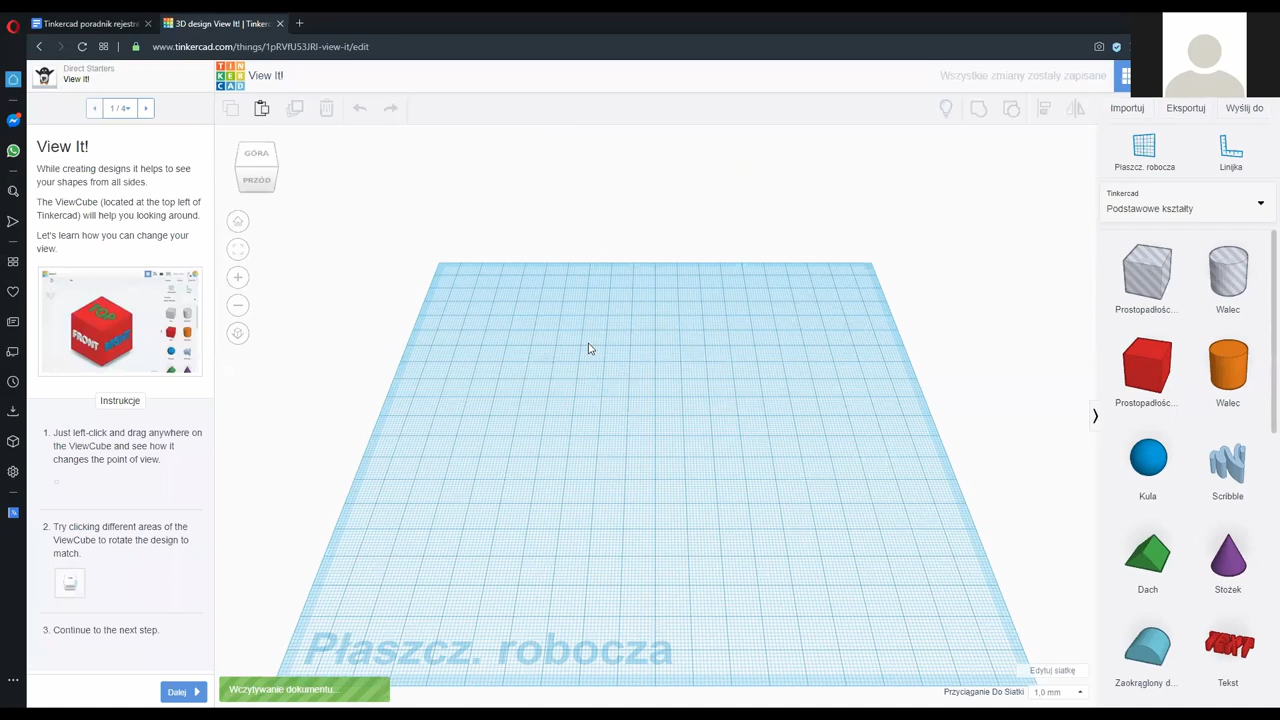 Tinkercad poradnik rejestr
3D design View It! | Tinker
www.tinkercad.com/things/1pRVfU53JRI-view-it/edit
Direct Starters
View It!
TIN
KER
CAD
View It!
Wszystkie zmiany zostały zapisane
1 / 4
Importuj
Eksportuj
Wyślij do
View It!
While creating designs it helps to see
your shapes from all sides.
The ViewCube (located at the top left of
Tinkercad) will help you looking around.
Let's learn how you can change your
view.
TOP
FRONT
Instrukcje
1. Just left-click and drag anywhere on
the ViewCube and see how it
changes the point of view.
2. Try clicking different areas of the
ViewCube to rotate the design to
match.
3. Continue to the next step.
Dalej
GÓRA
PRZÓD
Płaszcz. robocza
Wczytywanie dokumentu...
Edytuj siatkę
Przyciąganie Do Siatki
1,0 mm
Płaszcz. robocza
Linijka
Tinkercad
Podstawowe kształty
Prostopadłośc...
Walec
Prostopadłośc...
Walec
Kula
Scribble
Dach
Stożek
TEXT
Zaokrąglony d...
Tekst